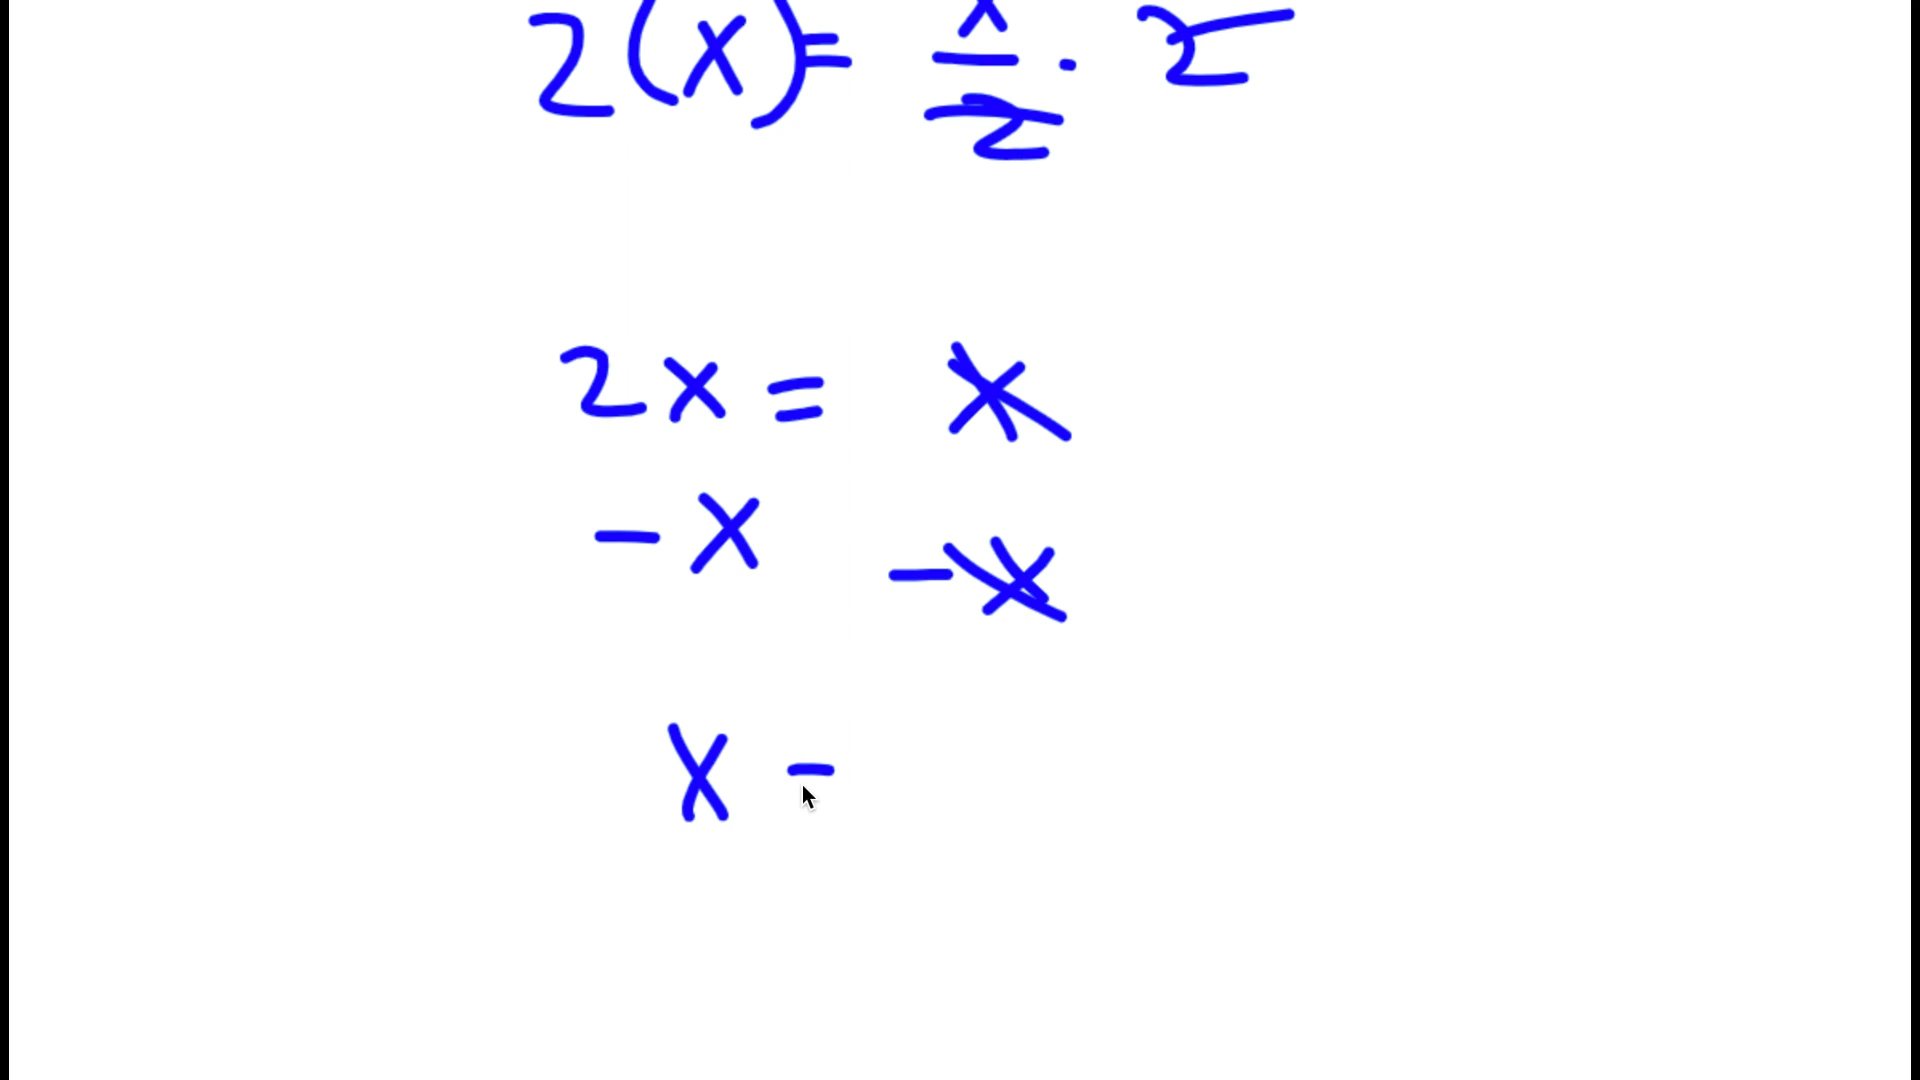 2(x) = x/2 · 2
2x = x
- x - x
x -